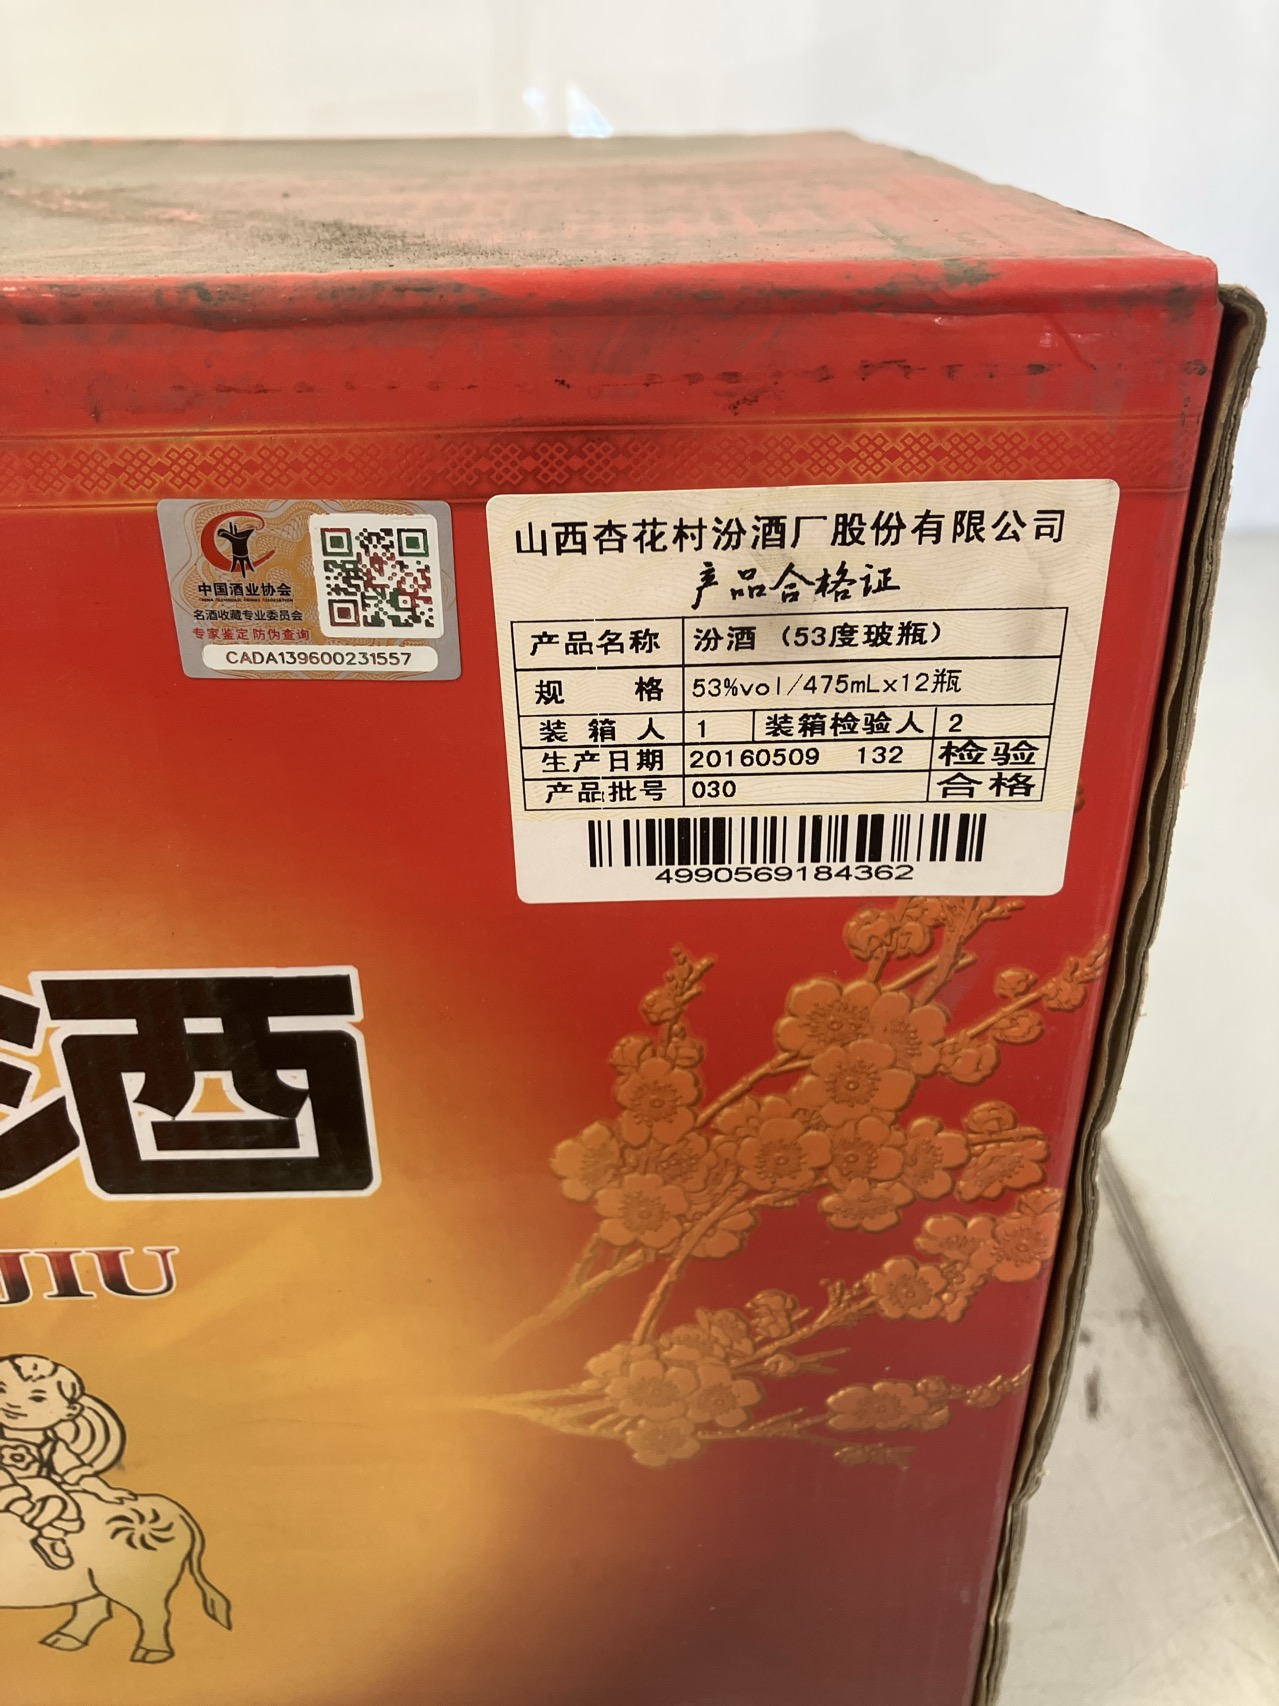 中国酒业协会
CHINA ALCOHOLIC DRINKS ASSOCIATION
名酒收藏专业委员会
专家鉴定 防伪查询
CADA139600231557
山西杏花村汾酒厂股份有限公司
产品合格证
产品名称 汾酒（53度玻瓶）
规 格 53%vol/475mLx12瓶
装箱人 1 装箱检验人 2
生产日期 20160509 132 检验
产品批号 030 合格
4990569184362
酒
JIU